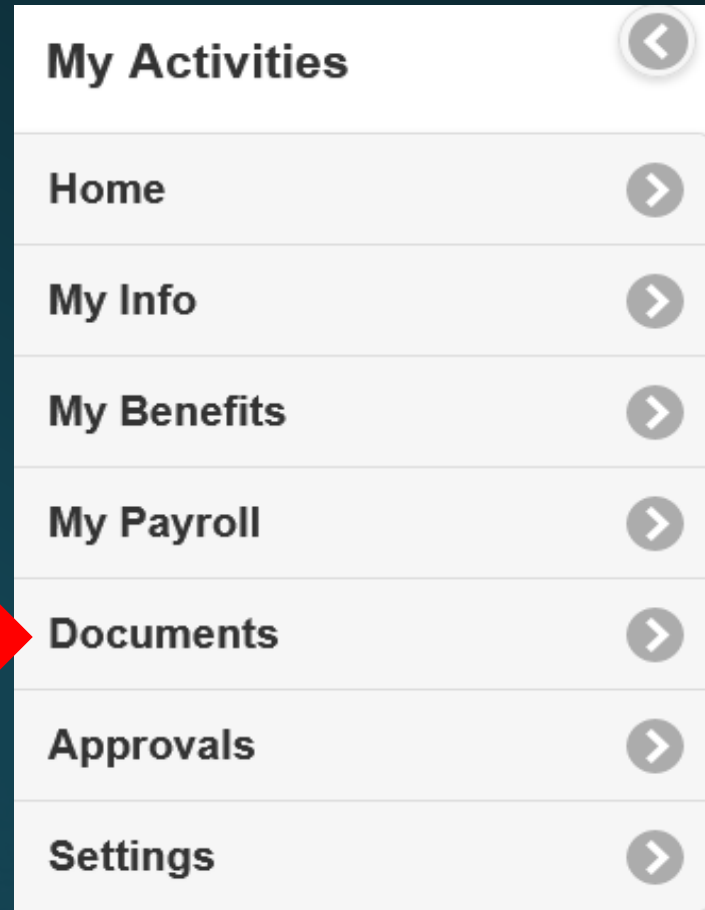 My Activities
Home
My Info
My Benefits
My Payroll
Documents
Approvals
Settings